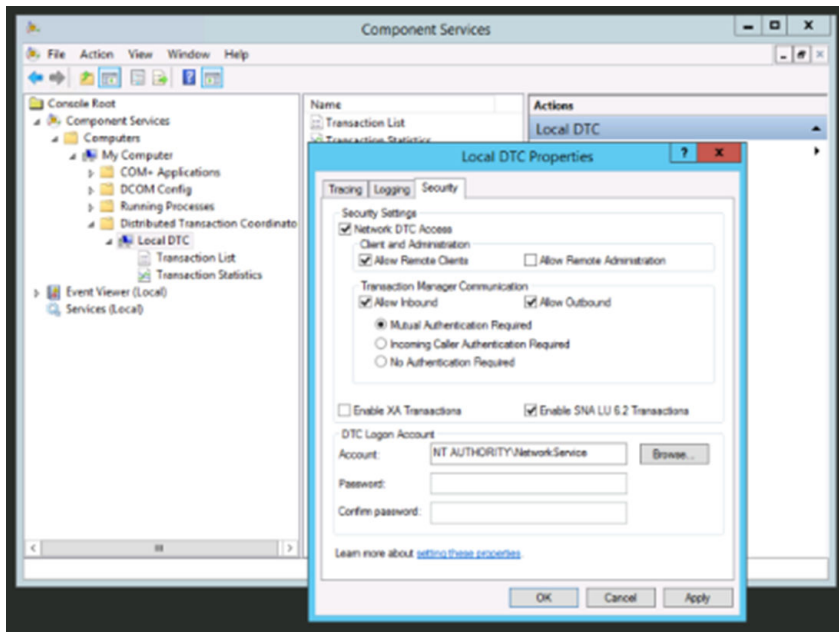 Component Services
File Action View Window Help
Console Root
Component Services
Computers
My Computer
COM+ Applications
DCOM Config
Running Processes
Distributed Transaction Coordinato
Local DTC
Transaction List
Transaction Statistics
Event Viewer (Local)
Services (Local)
Name
Transaction List
Transaction Statistics
Actions
Local DTC
Local DTC Properties
Tracing Logging Security
Security Settings
Network DTC Access
Client and Administration
Allow Remote Clients Allow Remote Administration
Transaction Manager Communication
Allow Inbound Allow Outbound
Mutual Authentication Required
Incoming Caller Authentication Required
No Authentication Required
Enable XA Transactions Enable SNA LU 6.2 Transactions
DTC Logon Account
Account: NT AUTHORITY\NetworkService Browse...
Password:
Confirm password:
Learn more about setting these properties.
OK Cancel Apply